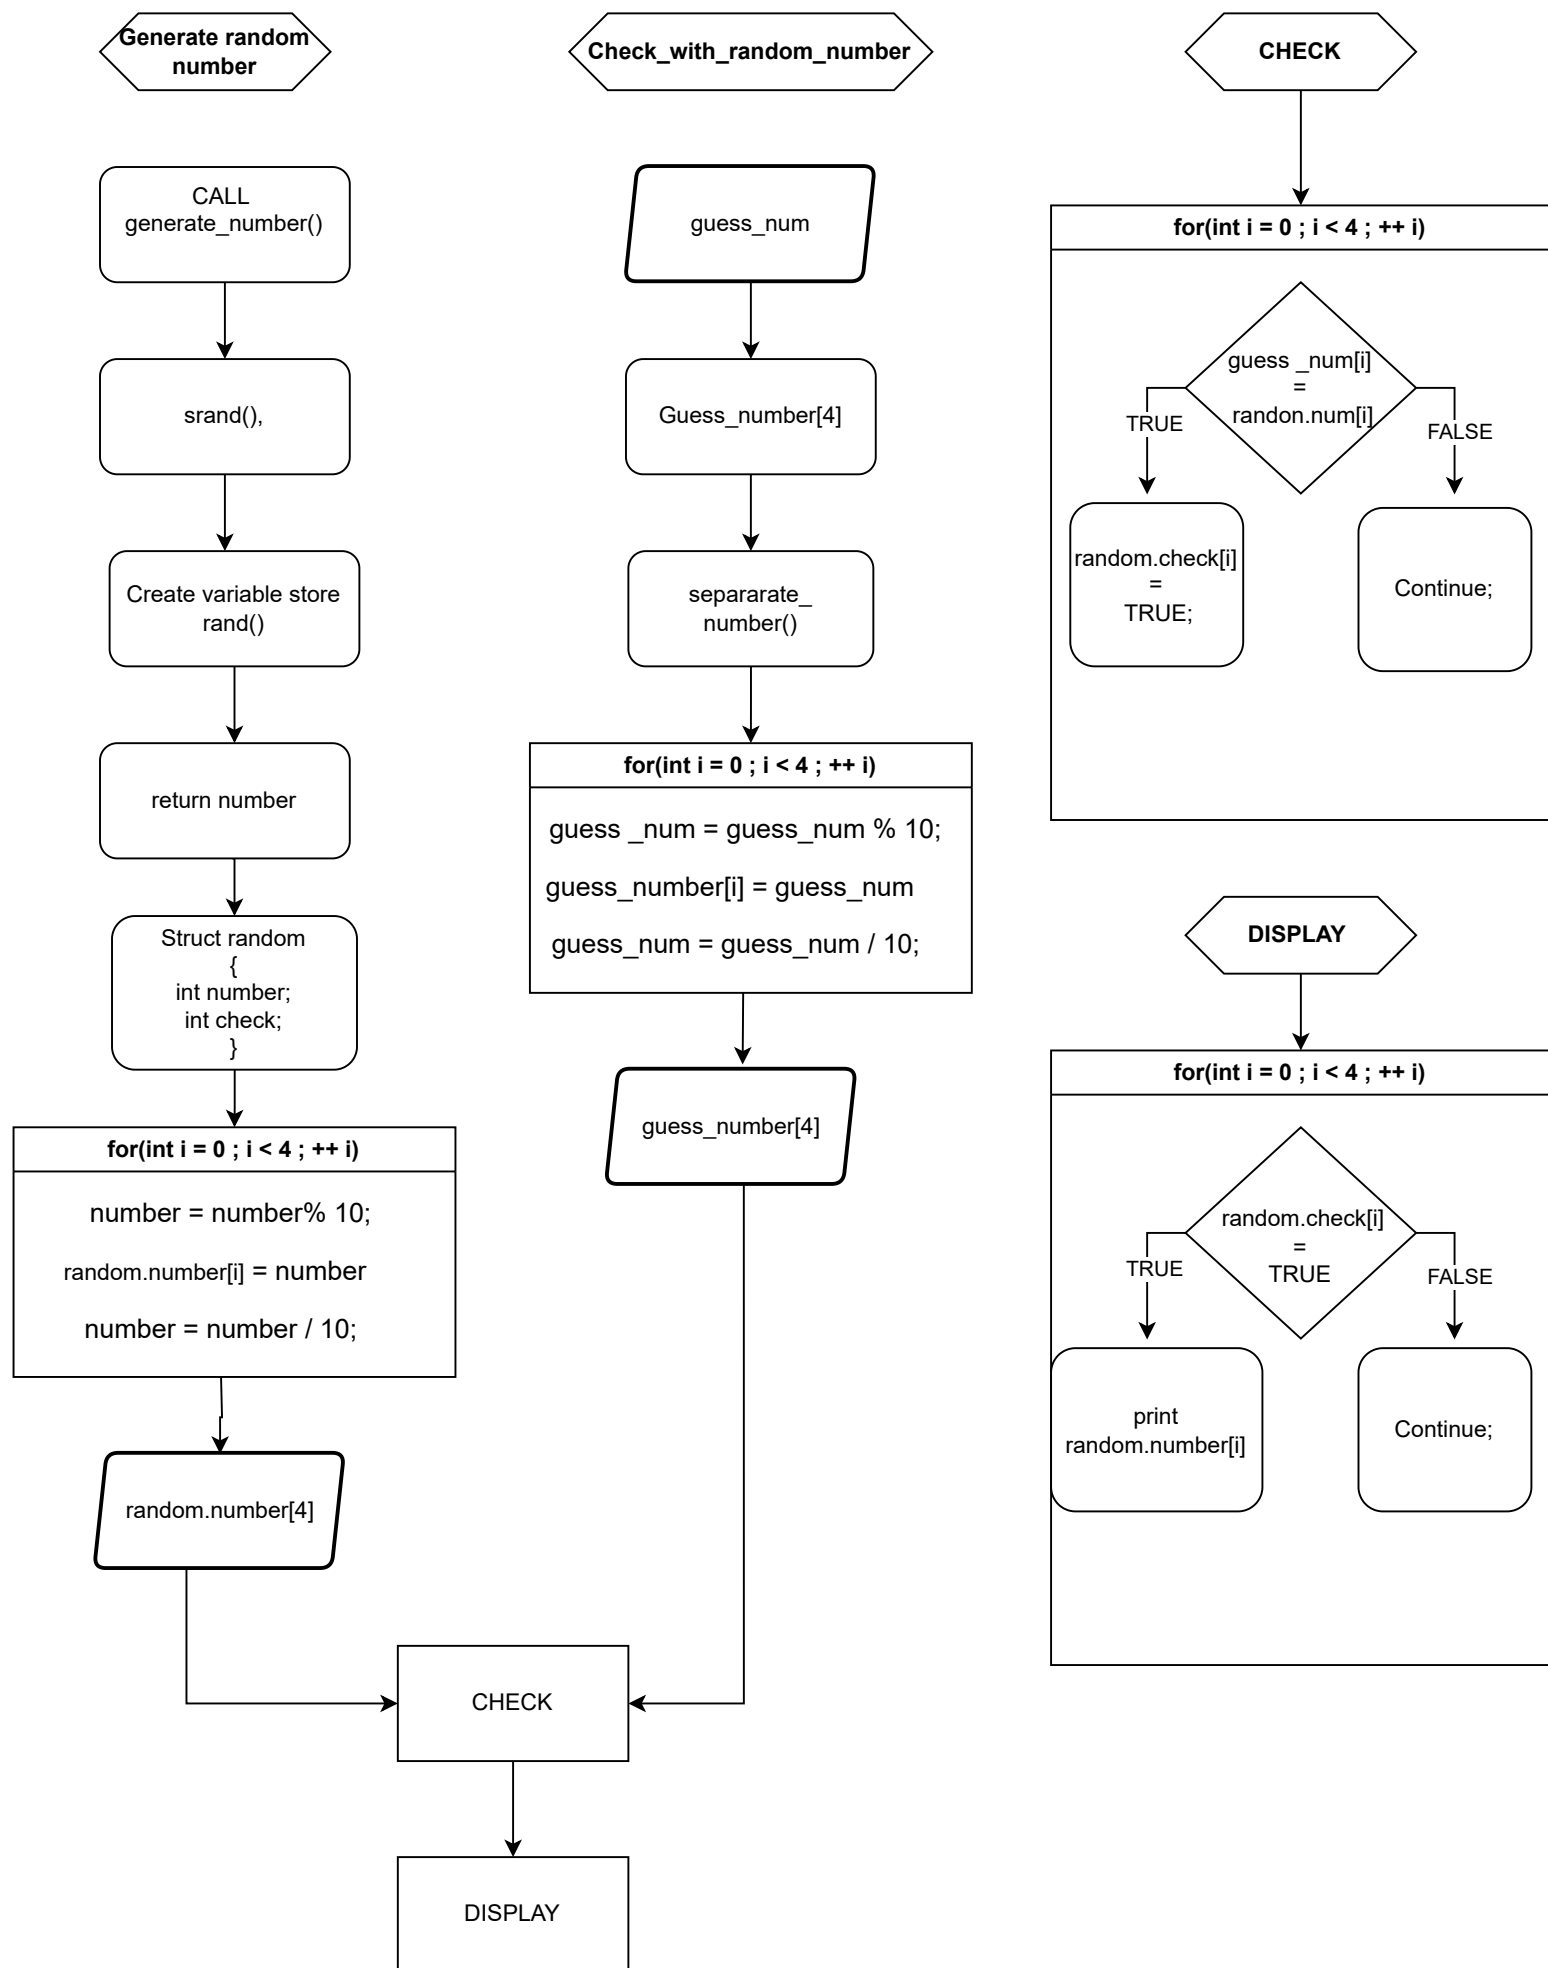 Generate random
number
CALL
generate_number()
srand(),
Create variable store
rand()
return number
Struct random
{
int number;
int check;
}
for(int i = 0 ; i < 4 ; ++ i)
number = number% 10;
random.number[i] = number
number = number / 10;
random.number[4]
Check_with_random_number
guess_num
Guess_number[4]
separarate_
number()
for(int i = 0 ; i < 4 ; ++ i)
guess _num = guess_num % 10;
guess_number[i] = guess_num
guess_num = guess_num / 10;
guess_number[4]
CHECK
DISPLAY
CHECK
for(int i = 0 ; i < 4 ; ++ i)
guess _num[i]
=
randon.num[i]
TRUE
FALSE
random.check[i]
=
TRUE;
Continue;
DISPLAY
for(int i = 0 ; i < 4 ; ++ i)
random.check[i]
=
TRUE
TRUE
FALSE
print
random.number[i]
Continue;